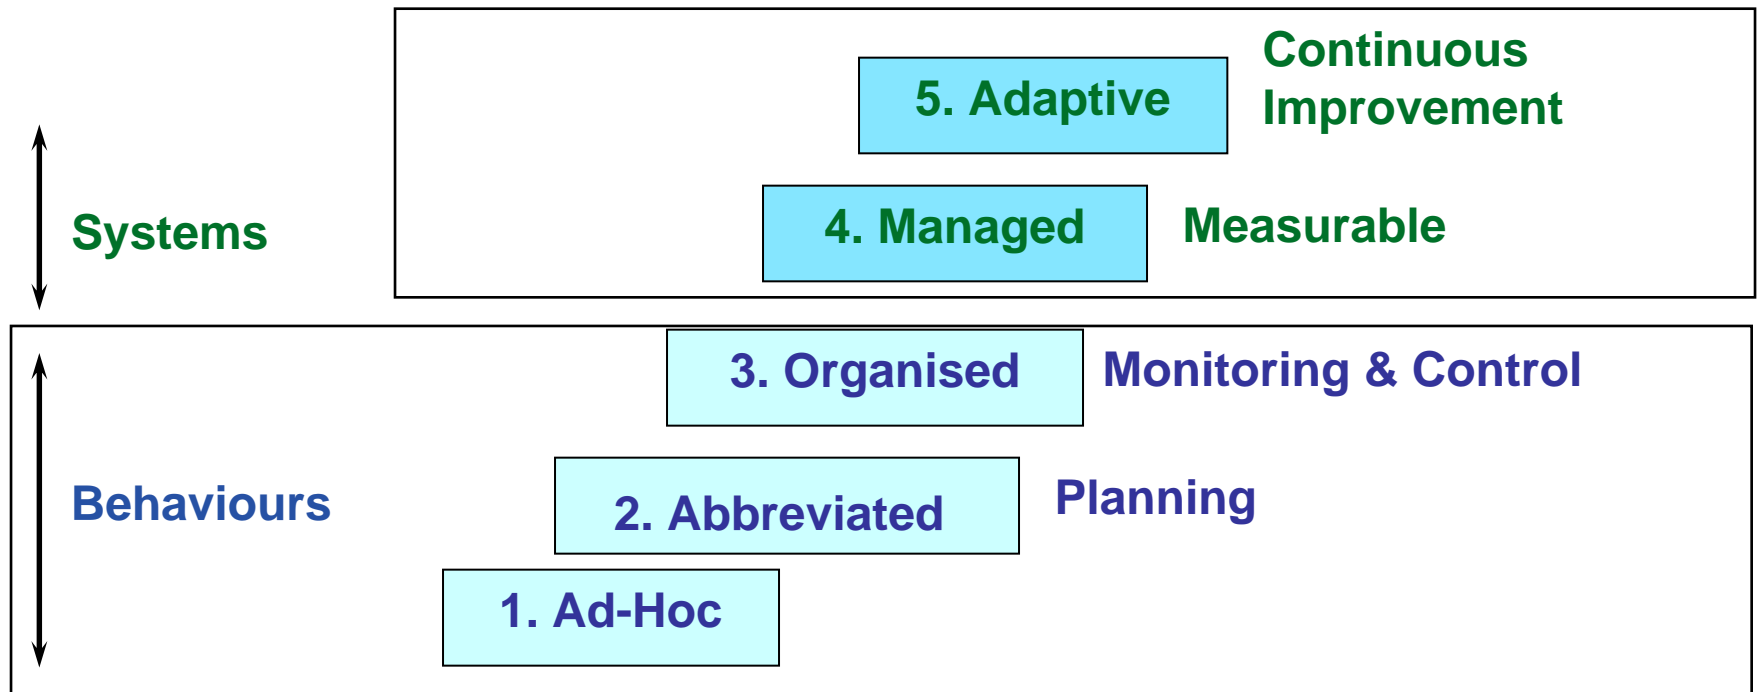 Continuous
Improvement
5. Adaptive
Systems
4. Managed
Measurable
3. Organised
Monitoring & Control
Behaviours
2. Abbreviated
Planning
1. Ad-Hoc